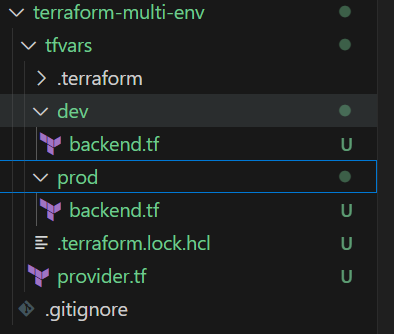 terraform-multi-env
tfvars
.terraform
dev
backend.tf U
prod
backend.tf U
.terraform.lock.hcl U
provider.tf U
.gitignore